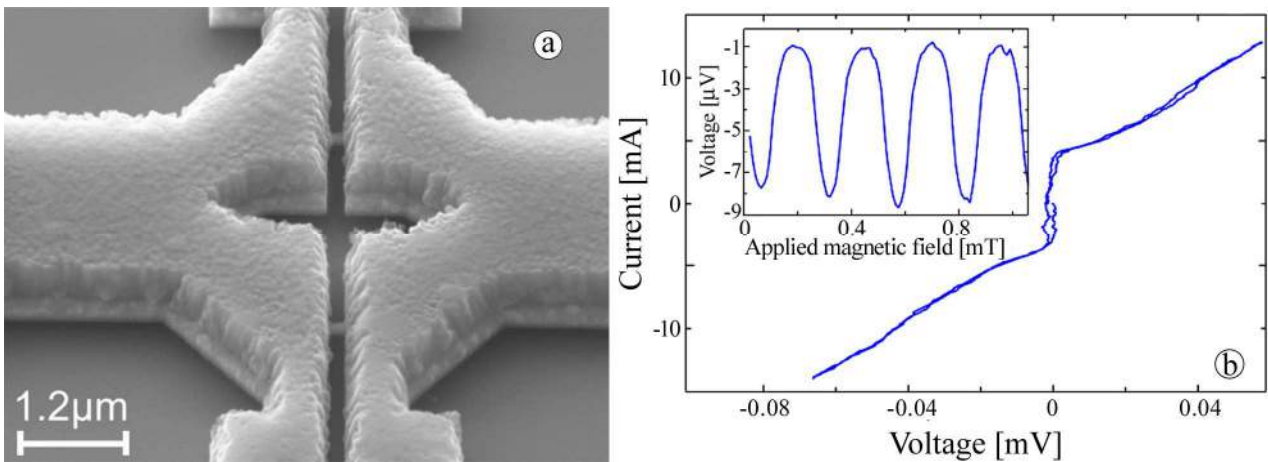 a
1.2μm
Current [mA]
10
0
-10
-0.08
-0.04
0
0.04
Voltage [mV]
b
Voltage [μV]
-1
-3
-5
-7
-9
0
0.4
0.8
Applied magnetic field [mT]